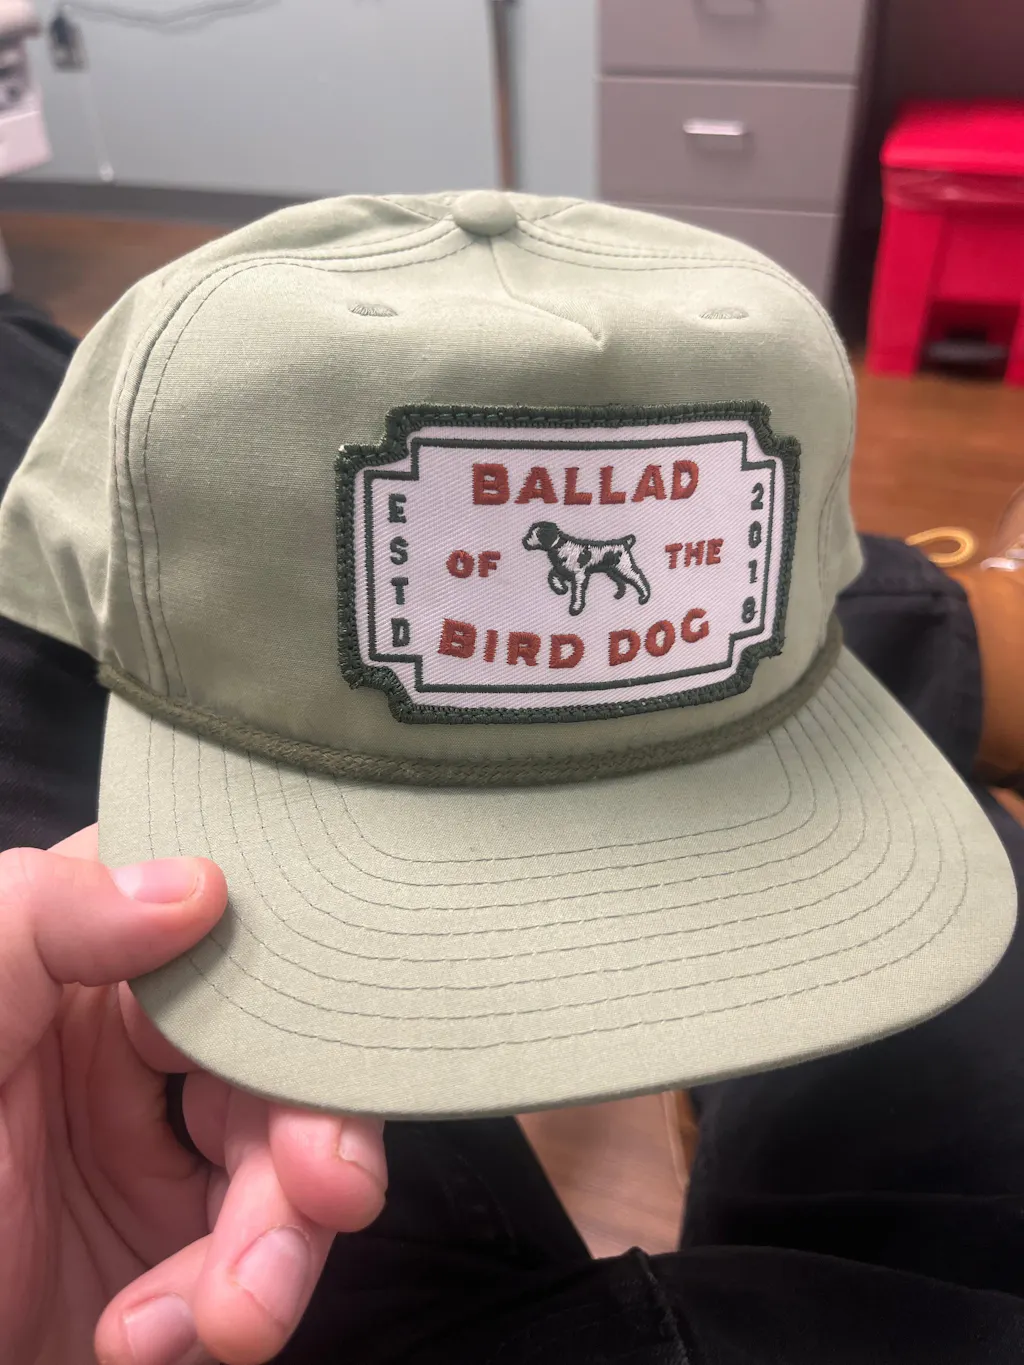 BALLAD
OF THE
BIRD DOG
ESTD
2018